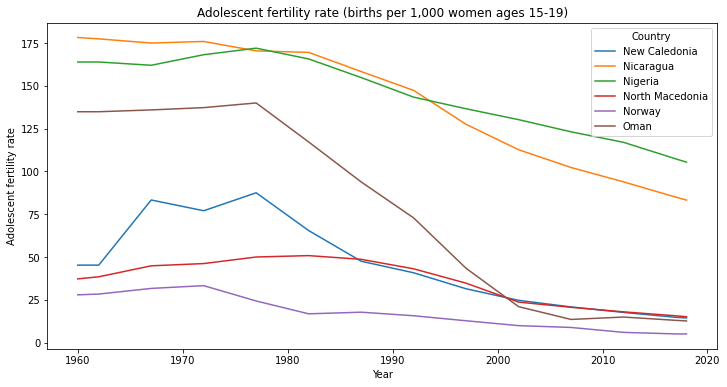 Adolescent fertility rate (births per 1,000 women ages 15-19)
Adolescent fertility rate
175
150
125
100
75
50
25
0
Country
New Caledonia
Nicaragua
Nigeria
North Macedonia
Norway
Oman
1960
1970
1980
1990
2000
2010
2020
Year